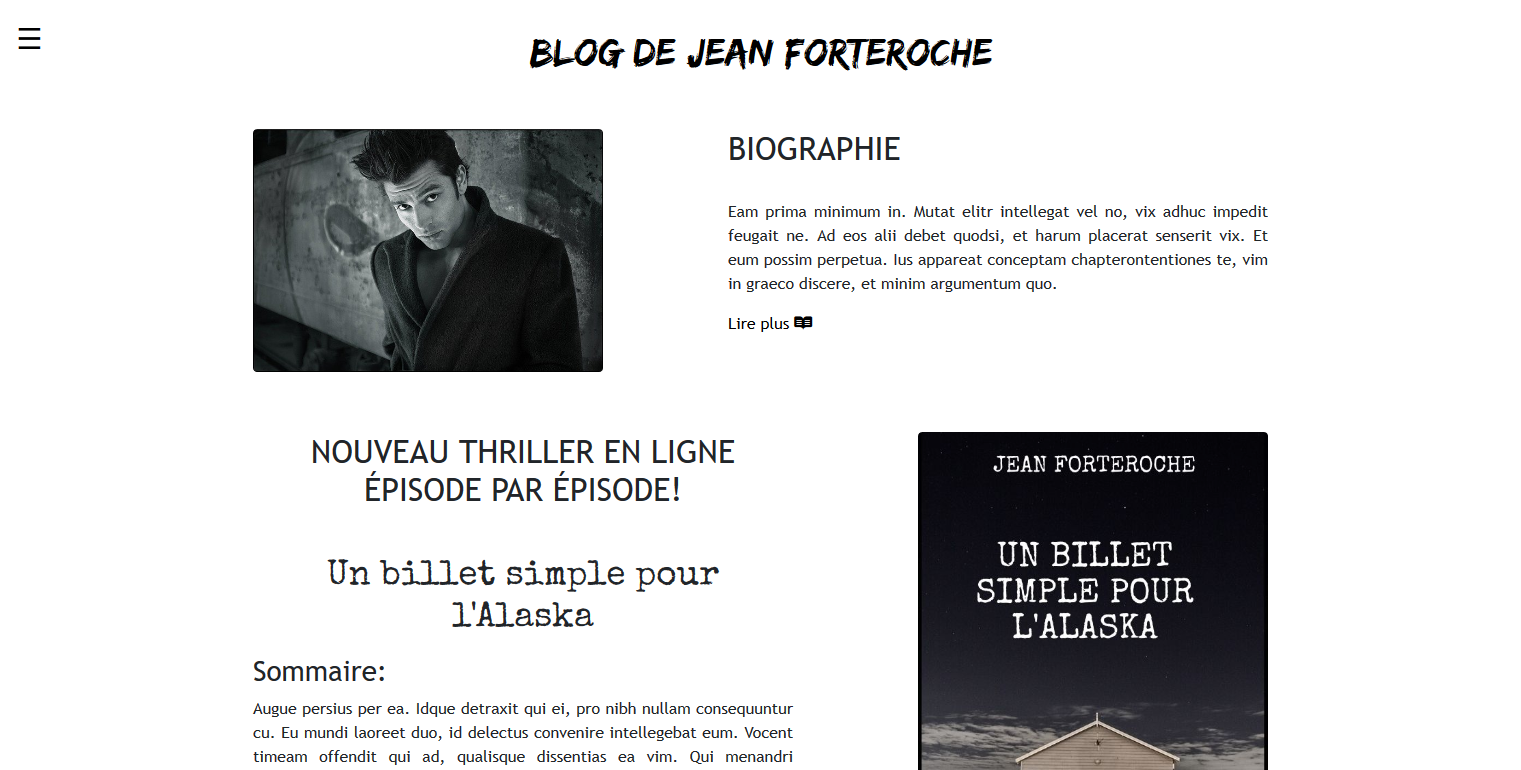 BLOG DE JEAN FORTEROCHE
BIOGRAPHIE
Eam prima minimum in. Mutat elitr intellegat vel no, vix adhuc impedit
feugait ne. Ad eos alii debet quodsi, et harum placerat senserit vix. Et
eum possim perpetua. Ius appareat conceptam chapterontentiones te, vim
in graeco discere, et minim argumentum quo.
Lire plus
NOUVEAU THRILLER EN LIGNE
ÉPISODE PAR ÉPISODE!
Un billet simple pour
l'Alaska
Sommaire:
Augue persius per ea. Idque detraxit qui ei, pro nibh nullam consequuntur
cu. Eu mundi laoreet duo, id delectus convenire intellegebat eum. Vocent
timeam offendit qui ad, qualisque dissentias ea vim. Qui menandri
JEAN FORTEROCHE
UN BILLET
SIMPLE POUR
L'ALASKA